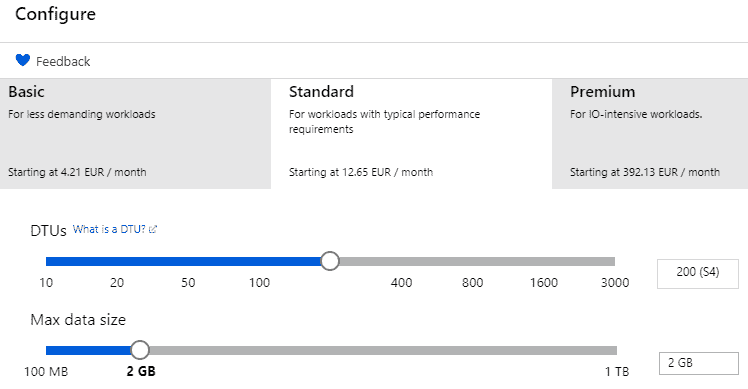 Configure
Feedback
Basic
For less demanding workloads
Starting at 4.21 EUR / month
Standard
For workloads with typical performance
requirements
Starting at 12.65 EUR / month
Premium
For IO-intensive workloads.
Starting at 392.13 EUR / month
DTUs What is a DTU?
10 20 50 100 400 800 1600 3000
200 (S4)
Max data size
100 MB 2 GB 1 TB
2 GB